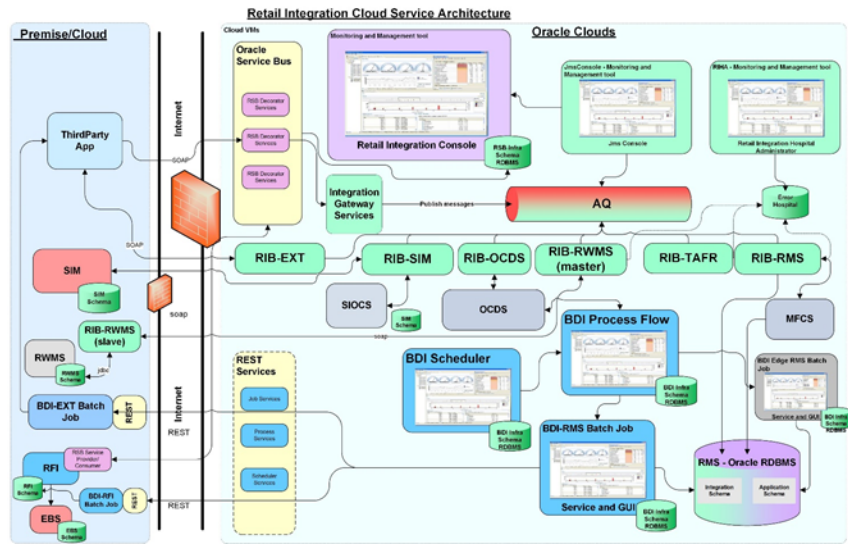 Retail Integration Cloud Service Architecture
Premise/Cloud
Cloud VMs
Oracle Clouds
Oracle
Service Bus
RSB Decorator
Services
RSB Decorator
Services
RSB Decorator
Services
Monitoring and Management tool
Retail Integration Console
RSB-Infra
Schema
RDBMS
JmsConsole - Monitoring and
Management tool
Jms Console
RIHA - Monitoring and Management tool
Retail Integration Hospital
Administrator
Internet
ThirdParty
App
SOAP
Integration
Gateway
Services
Publish messages
AQ
Error
Hospital
SOAP
RIB-EXT
RIB-SIM
RIB-OCDS
RIB-RWMS
(master)
RIB-TAFR
RIB-RMS
SIM
SIM
Schema
soap
SIOCS
SIM
Schema
OCDS
MFCS
RIB-RWMS
(slave)
soap
RWMS
RWMS
Schema
jdbc
BDI Process Flow
BDI Infra
Schema
RDBMS
BDI Scheduler
BDI Infra
Schema
RDBMS
BDI Edge RMS Batch
Job
Service and GUI
BDI Infra
Schema
RDBMS
REST
Services
Job Services
Process
Services
Scheduler
Services
BDI-EXT Batch
Job
REST
Internet
REST
BDI-RMS Batch Job
Service and GUI
BDI Infra
Schema
RDBMS
RMS - Oracle RDBMS
Integration
Scheme
Application
Scheme
RSB Service
Provider/
Consumer
RFI
RFI
Schema
BDI-RFI
Batch Job
REST
REST
EBS
EBS
Schema